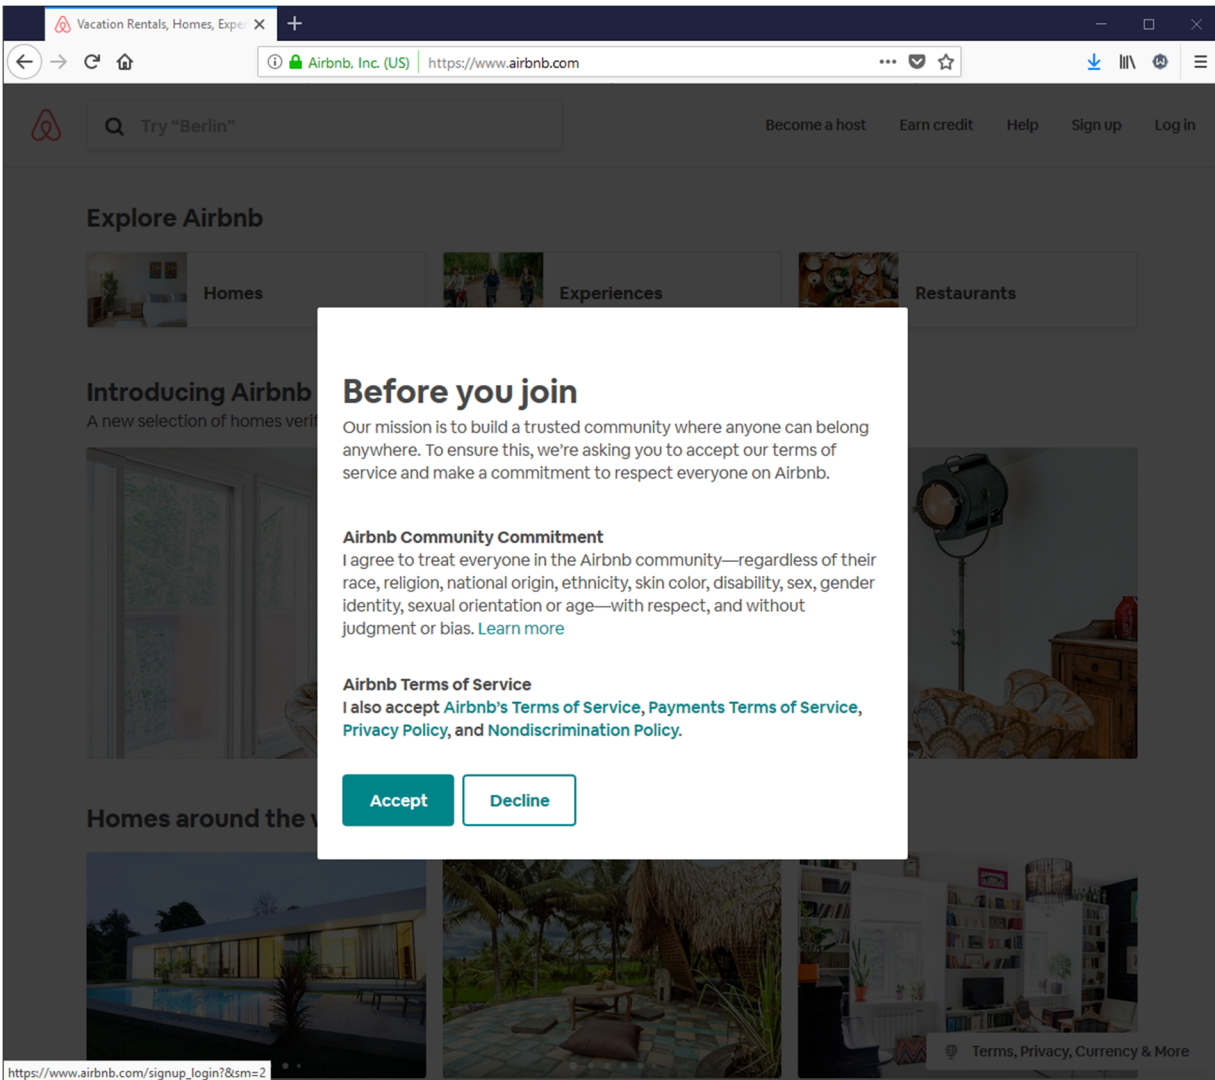 Vacation Rentals, Homes, Exper
Airbnb, Inc. (US)
https://www.airbnb.com
Try “Berlin”
Become a host
Earn credit
Help
Sign up
Log in
Explore Airbnb
Homes
Experiences
Restaurants
Introducing Airbnb
A new selection of homes verif
Before you join
Our mission is to build a trusted community where anyone can belong
anywhere. To ensure this, we’re asking you to accept our terms of
service and make a commitment to respect everyone on Airbnb.
Airbnb Community Commitment
I agree to treat everyone in the Airbnb community—regardless of their
race, religion, national origin, ethnicity, skin color, disability, sex, gender
identity, sexual orientation or age—with respect, and without
judgment or bias. Learn more
Airbnb Terms of Service
I also accept Airbnb’s Terms of Service, Payments Terms of Service,
Privacy Policy, and Nondiscrimination Policy.
Accept
Decline
Homes around the
Terms, Privacy, Currency & More
https://www.airbnb.com/signup_login?&sm=2